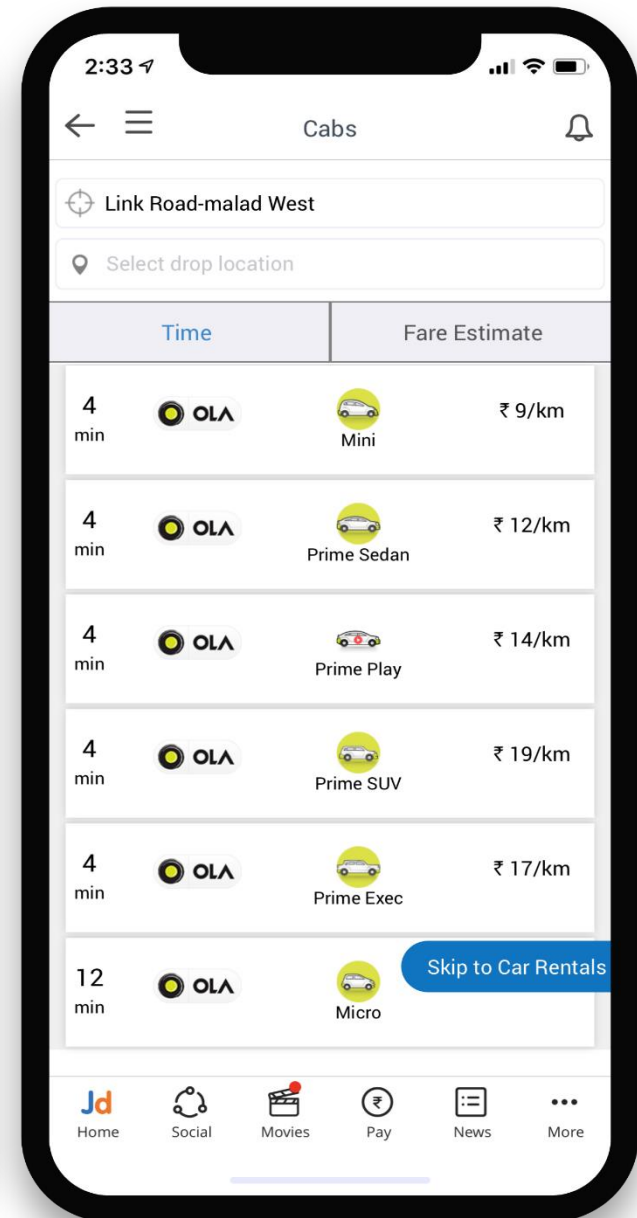 2:33
Cabs
Link Road-malad West
Select drop location
Time
Fare Estimate
4
min
OLA
Mini
₹ 9/km
4
min
OLA
Prime Sedan
₹ 12/km
4
min
OLA
Prime Play
₹ 14/km
4
min
OLA
Prime SUV
₹ 19/km
4
min
OLA
Prime Exec
₹ 17/km
12
min
OLA
Micro
Skip to Car Rentals
Jd
Home
Social
Movies
₹
Pay
News
More